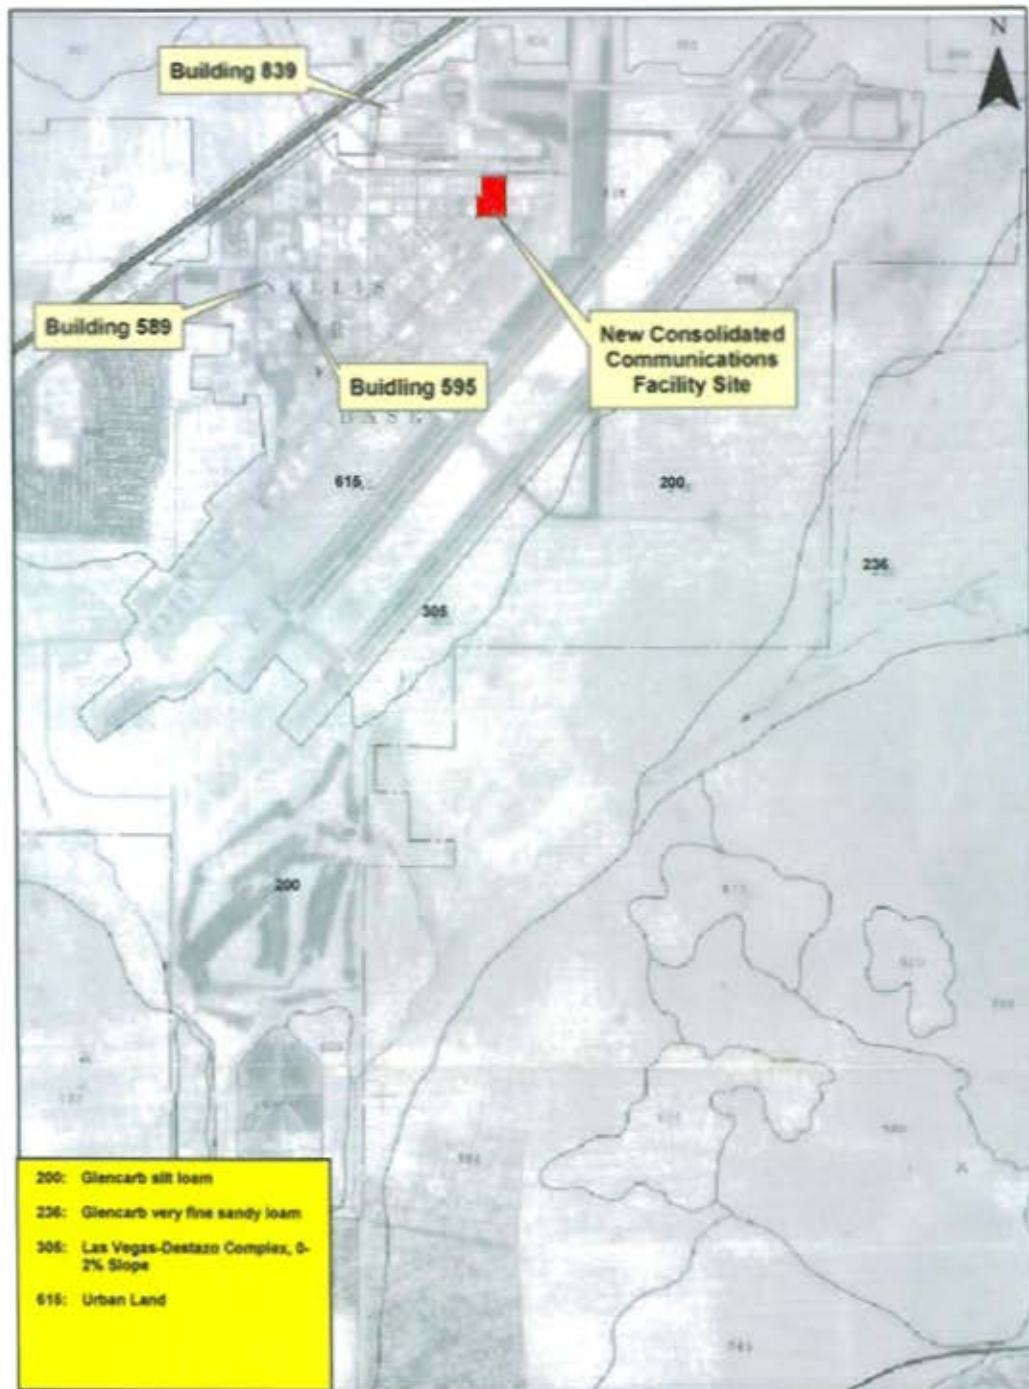 N
Building 839
Building 589
Buidling 595
New Consolidated
Communications
Facility Site
BASE
615
200
236
305
200
200: Glencarb silt loam
236: Glencarb very fine sandy loam
305: Las Vegas-Destazo Complex, 0-
2% Slope
615: Urban Land